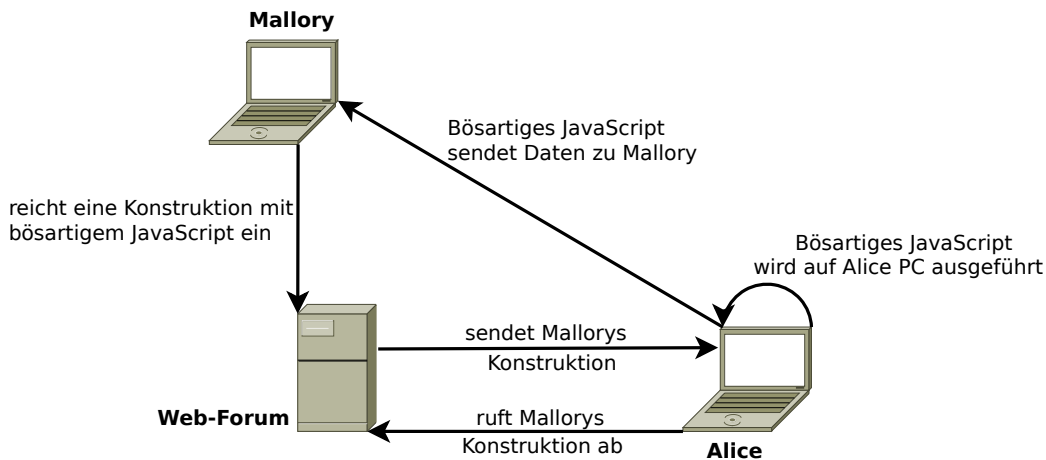 Mallory
Bösartiges JavaScript
sendet Daten zu Mallory
reicht eine Konstruktion mit
bösartigem JavaScript ein
Bösartiges JavaScript
wird auf Alice PC ausgeführt
sendet Mallorys
Konstruktion
Web-Forum
ruft Mallorys
Konstruktion ab
Alice